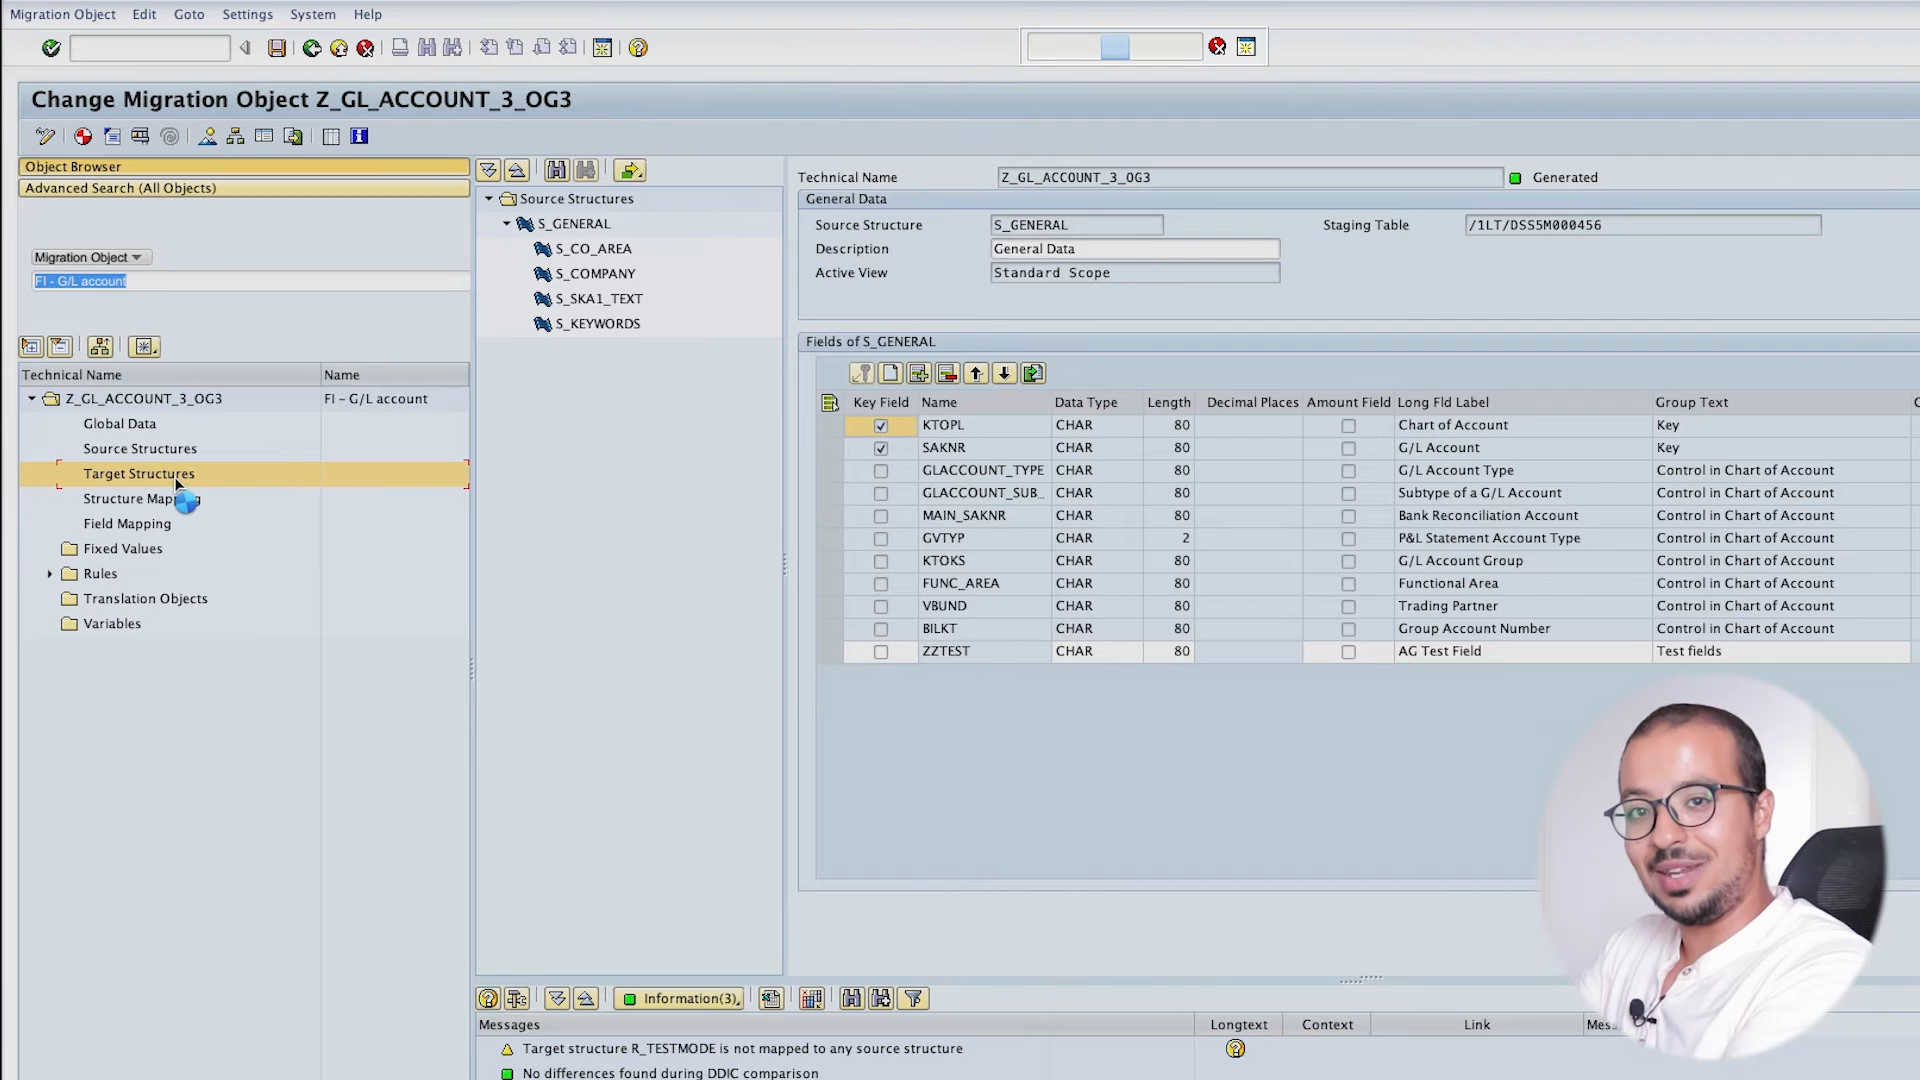 Migration Object Edit Goto Settings System Help
Change Migration Object Z_GL_ACCOUNT_3_OG3
Object Browser
Advanced Search (All Objects)
Migration Object
FI - G/L account
Technical Name Name
Z_GL_ACCOUNT_3_OG3 FI - G/L account
Global Data
Source Structures
Target Structures
Structure Mapping
Field Mapping
Fixed Values
Rules
Translation Objects
Variables
Source Structures
S_GENERAL
S_CO_AREA
S_COMPANY
S_SKA1_TEXT
S_KEYWORDS
Technical Name Z_GL_ACCOUNT_3_OG3 Generated
General Data
Source Structure S_GENERAL Staging Table /1LT/DSS5M000456
Description General Data
Active View Standard Scope
Fields of S_GENERAL
Key Field Name Data Type Length Decimal Places Amount Field Long Fld Label Group Text
KTOPL CHAR 80 Chart of Account Key
SAKNR CHAR 80 G/L Account Key
GLACCOUNT_TYPE CHAR 80 G/L Account Type Control in Chart of Account
GLACCOUNT_SUB... CHAR 80 Subtype of a G/L Account Control in Chart of Account
MAIN_SAKNR CHAR 80 Bank Reconciliation Account Control in Chart of Account
GVTYP CHAR 2 P&L Statement Account Type Control in Chart of Account
KTOKS CHAR 80 G/L Account Group Control in Chart of Account
FUNC_AREA CHAR 80 Functional Area Control in Chart of Account
VBUND CHAR 80 Trading Partner Control in Chart of Account
BILKT CHAR 80 Group Account Number Control in Chart of Account
ZZTEST CHAR 80 AG Test Field Test fields
Information(3)
Messages Longtext Context Link Mes
Target structure R_TESTMODE is not mapped to any source structure
No differences found during DDIC comparison